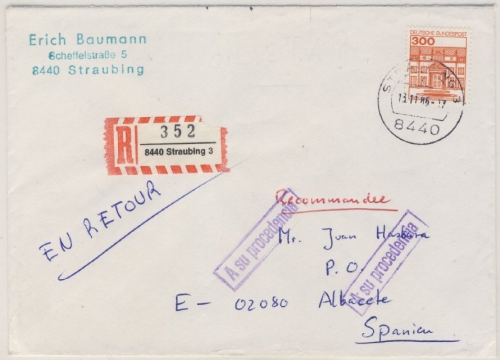 Erich Baumann
Scheffelstraße 5
8440 Straubing
DEUTSCHE BUNDESPOST
300
8440
R
352
8440 Straubing 3
EN RETOUR
Recommandee
A su procedencia
Mr. Juan
P.O.
A su procedencia
E - 02080 Albacete
Spanien